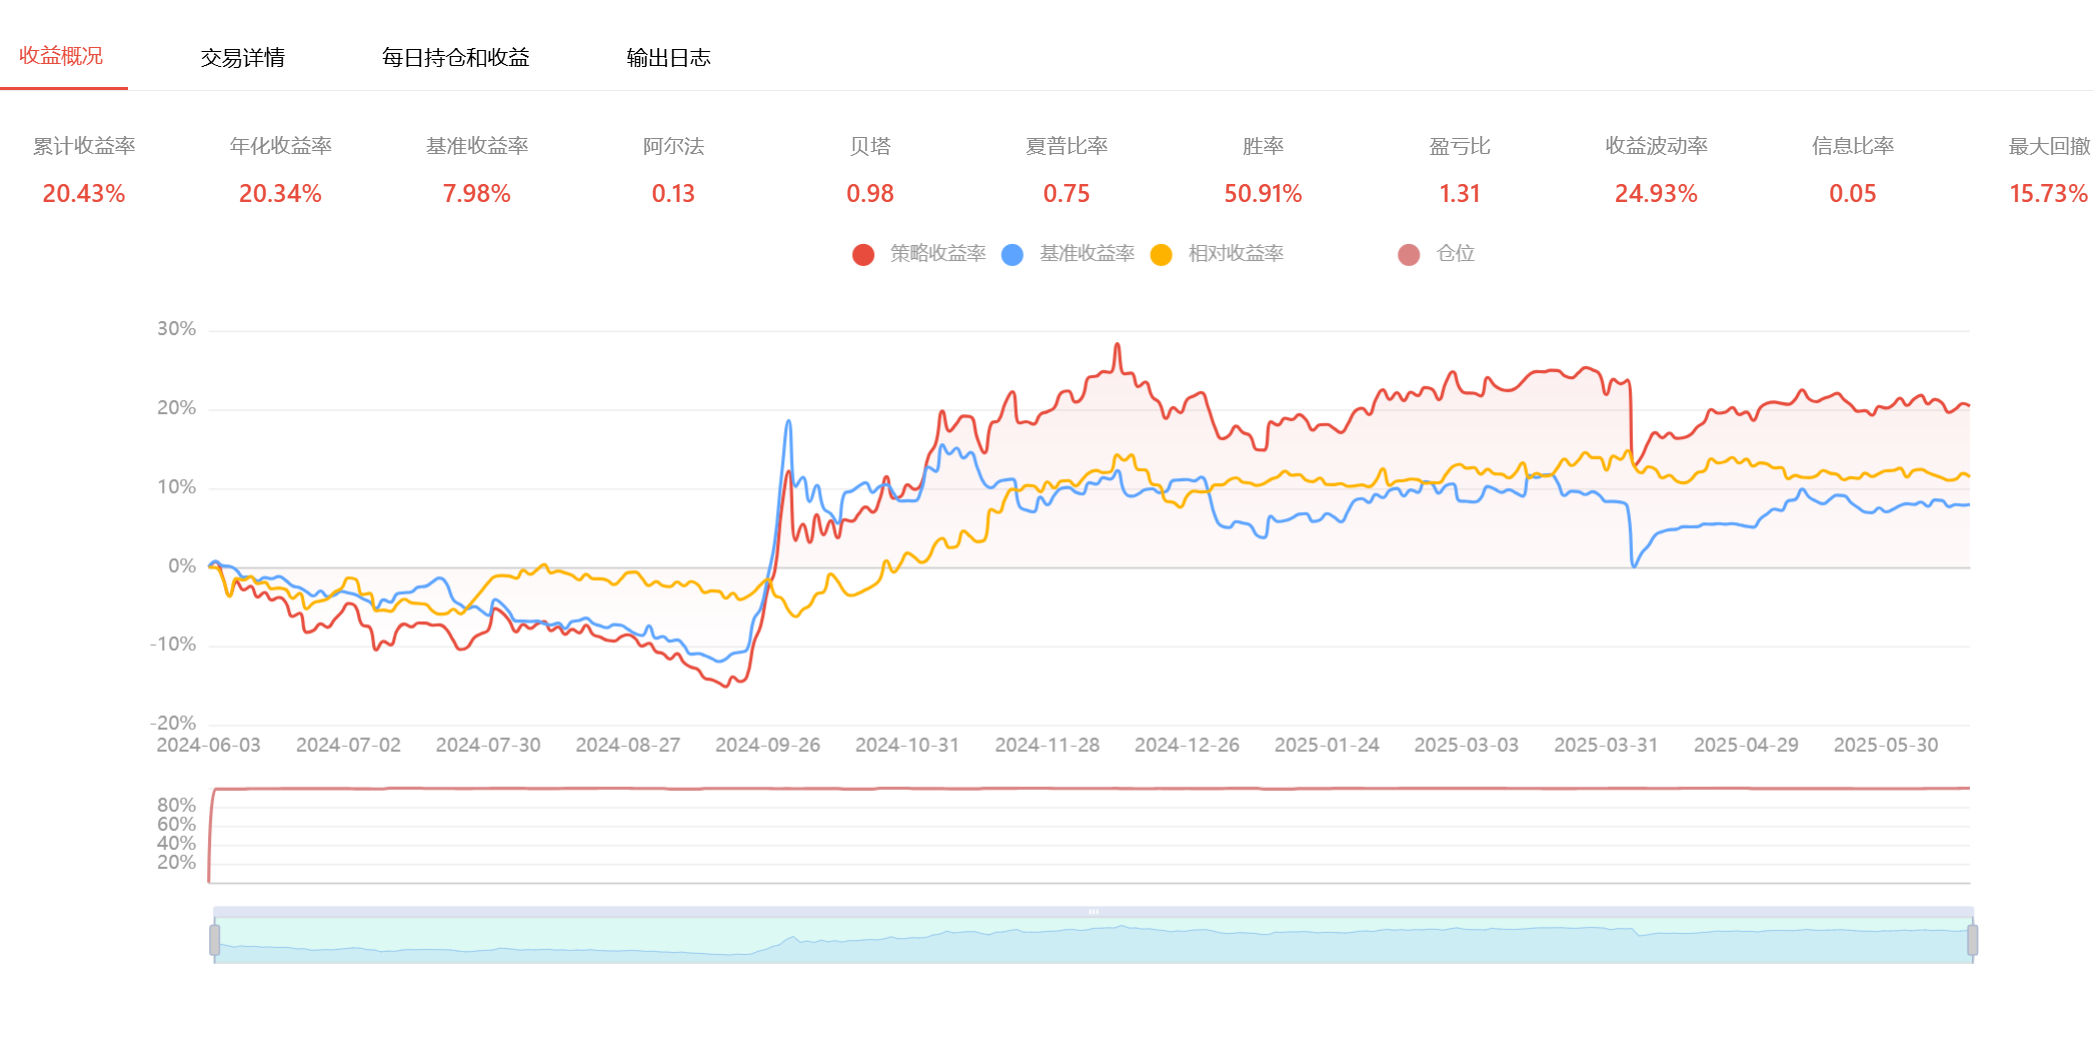 收益概况 交易详情 每日持仓和收益 输出日志
累计收益率 年化收益率 基准收益率 阿尔法 贝塔 夏普比率 胜率 盈亏比 收益波动率 信息比率 最大回撤
20.43% 20.34% 7.98% 0.13 0.98 0.75 50.91% 1.31 24.93% 0.05 15.73%
策略收益率 基准收益率 相对收益率 仓位
30%
20%
10%
0%
-10%
-20%
2024-06-03 2024-07-02 2024-07-30 2024-08-27 2024-09-26 2024-10-31 2024-11-28 2024-12-26 2025-01-24 2025-03-03 2025-03-31 2025-04-29 2025-05-30
80%
60%
40%
20%